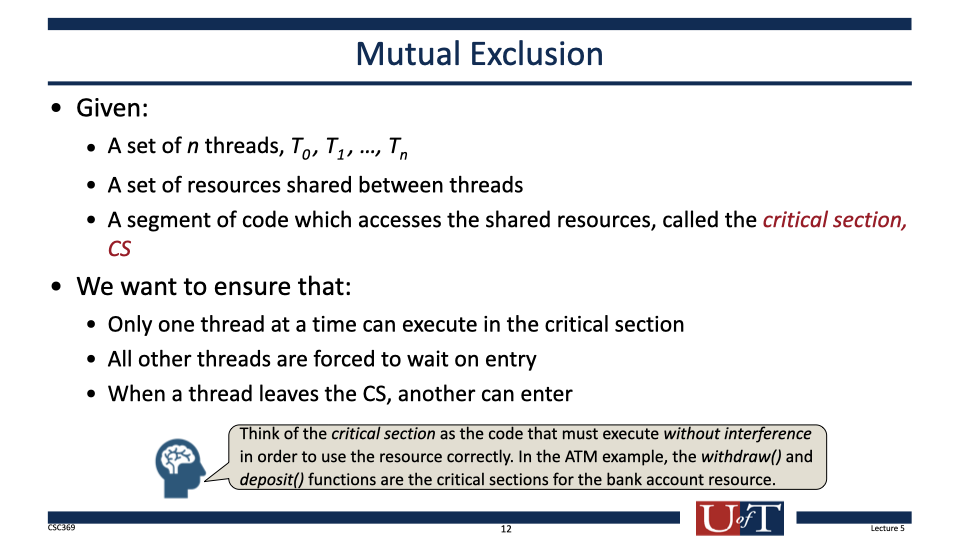 Mutual Exclusion
• Given:
• A set of n threads, T0, T1, …, Tn
• A set of resources shared between threads
• A segment of code which accesses the shared resources, called the critical section,
CS
• We want to ensure that:
• Only one thread at a time can execute in the critical section
• All other threads are forced to wait on entry
• When a thread leaves the CS, another can enter
Think of the critical section as the code that must execute without interference
in order to use the resource correctly. In the ATM example, the withdraw() and
deposit() functions are the critical sections for the bank account resource.
CSC369
12
U of T
Lecture 5